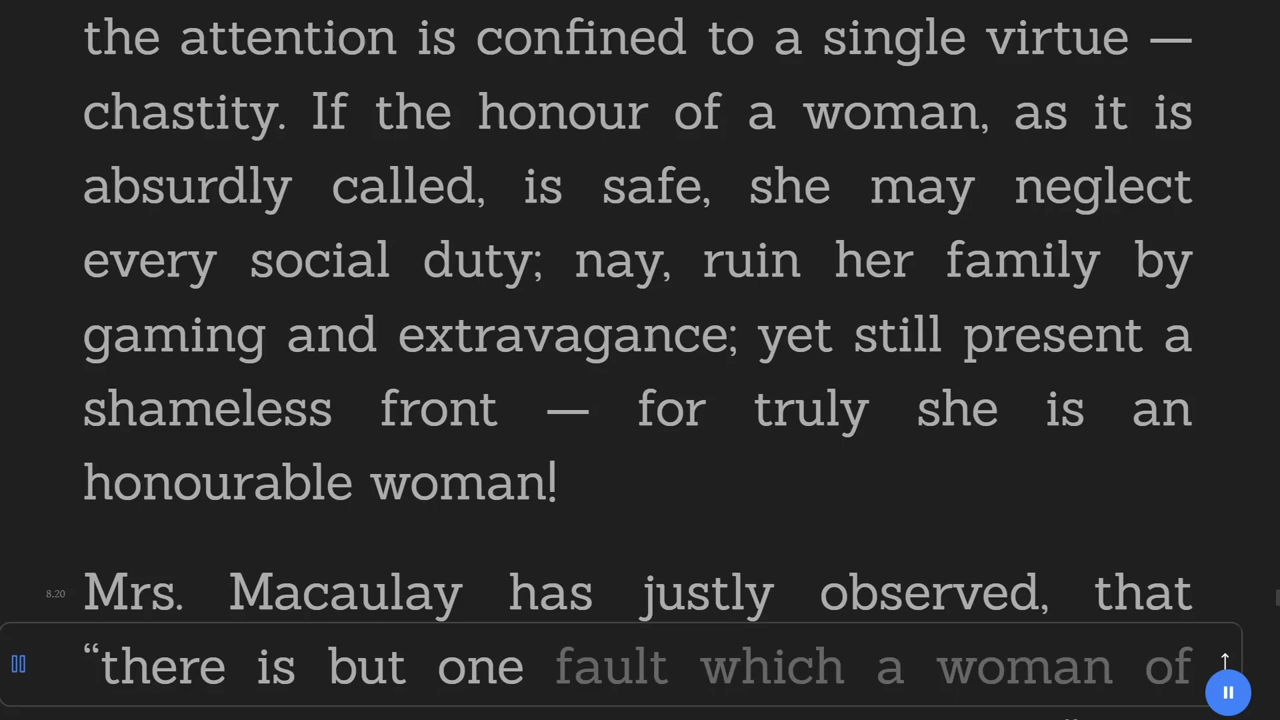 the attention is confined to a single virtue —
chastity. If the honour of a woman, as it is
absurdly called, is safe, she may neglect
every social duty; nay, ruin her family by
gaming and extravagance; yet still present a
shameless front — for truly she is an
honourable woman!
8.20 Mrs. Macaulay has justly observed, that
“there is but one fault which a woman of